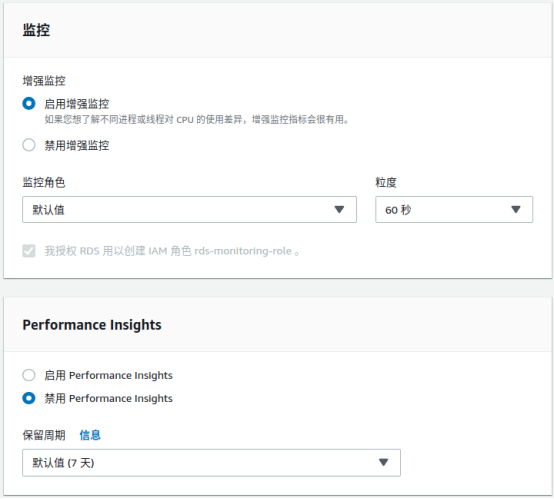 监控
增强监控
启用增强监控
如果您想了解不同进程或线程对 CPU 的使用差异，增强监控指标会很有用。
禁用增强监控
监控角色
粒度
默认值
60 秒
我授权 RDS 用以创建 IAM 角色 rds-monitoring-role 。
Performance Insights
启用 Performance Insights
禁用 Performance Insights
保留周期 信息
默认值 (7 天)